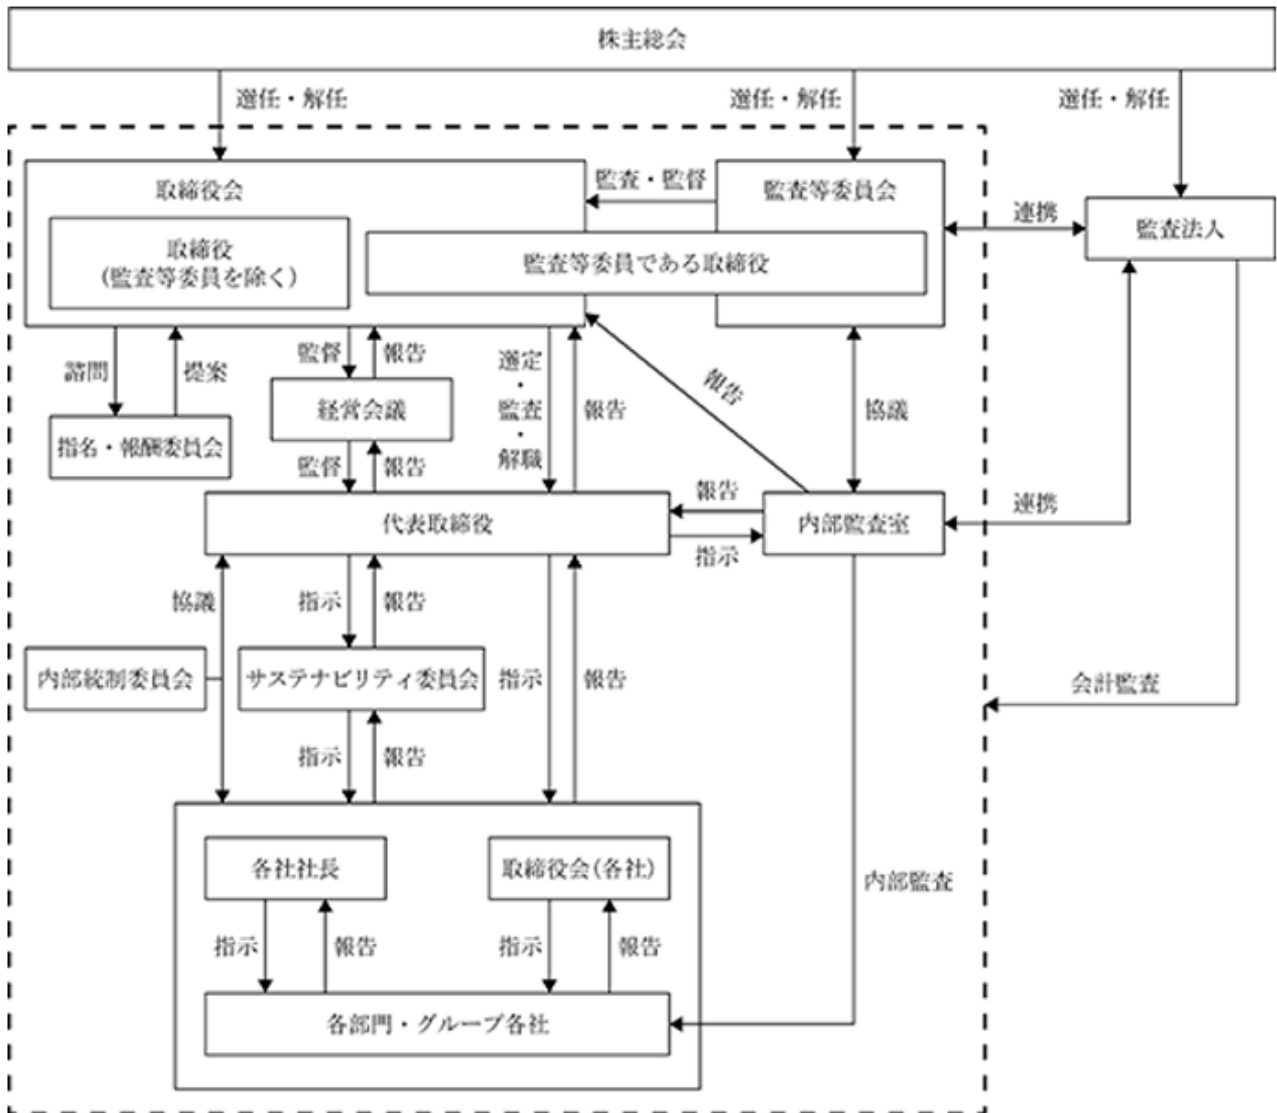 株主総会
選任・解任
選任・解任
選任・解任
取締役会
監査・監督
監査等委員会
取締役
(監査等委員を除く)
監査等委員である取締役
連携
監査法人
諮問
提案
監督
報告
選定・監査・解職
報告
報告
協議
指名・報酬委員会
経営会議
監督
報告
代表取締役
報告
指示
内部監査室
連携
協議
指示
報告
内部統制委員会
サステナビリティ委員会
指示
報告
会計監査
指示
報告
各社社長
取締役会(各社)
内部監査
指示
報告
指示
報告
各部門・グループ各社